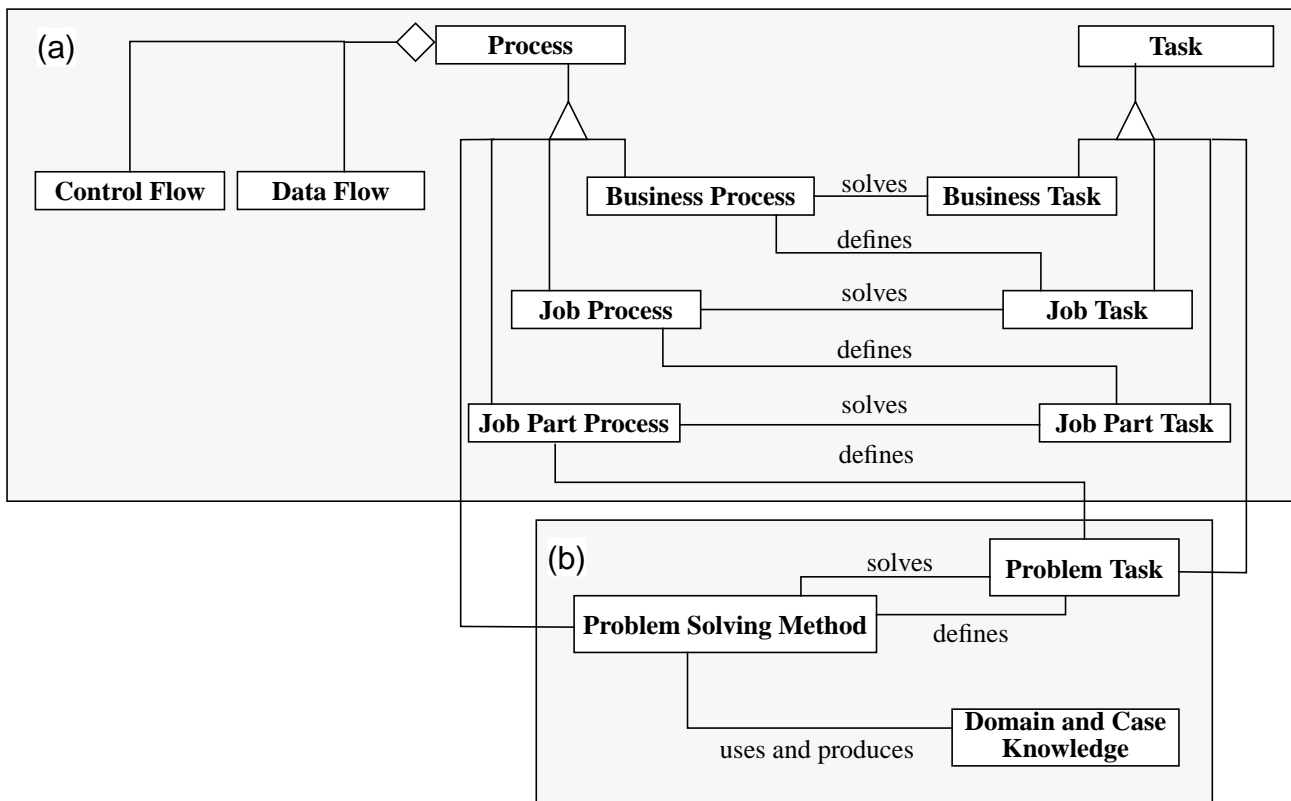 (a)
Process
Task
Control Flow
Data Flow
Business Process
solves
Business Task
defines
Job Process
solves
Job Task
defines
Job Part Process
solves
Job Part Task
defines
(b)
solves
Problem Task
Problem Solving Method
defines
Domain and Case
Knowledge
uses and produces